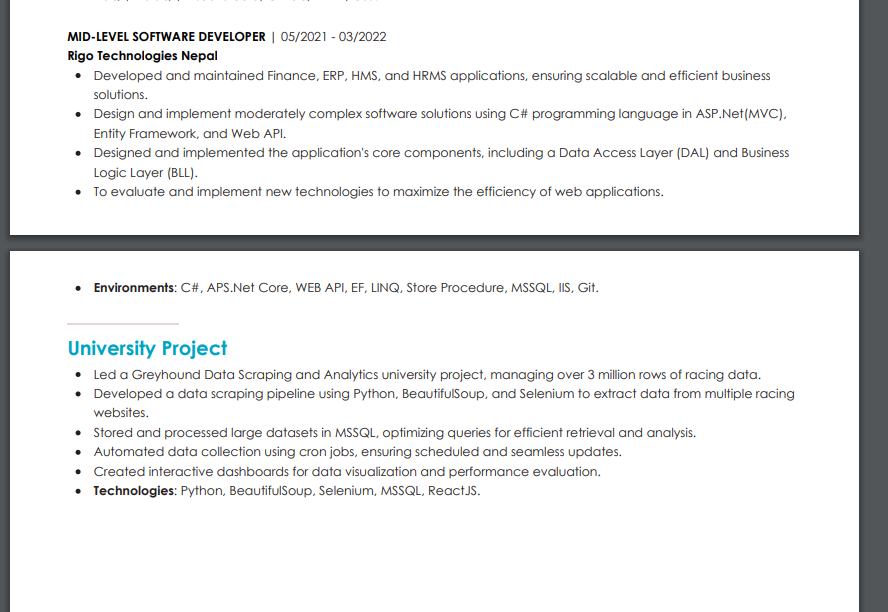 MID-LEVEL SOFTWARE DEVELOPER | 05/2021 - 03/2022
Rigo Technologies Nepal
• Developed and maintained Finance, ERP, HMS, and HRMS applications, ensuring scalable and efficient business
solutions.
• Design and implement moderately complex software solutions using C# programming language in ASP.Net(MVC),
Entity Framework, and Web API.
• Designed and implemented the application's core components, including a Data Access Layer (DAL) and Business
Logic Layer (BLL).
• To evaluate and implement new technologies to maximize the efficiency of web applications.
• Environments: C#, APS.Net Core, WEB API, EF, LINQ, Store Procedure, MSSQL, IIS, Git.
University Project
• Led a Greyhound Data Scraping and Analytics university project, managing over 3 million rows of racing data.
• Developed a data scraping pipeline using Python, BeautifulSoup, and Selenium to extract data from multiple racing
websites.
• Stored and processed large datasets in MSSQL, optimizing queries for efficient retrieval and analysis.
• Automated data collection using cron jobs, ensuring scheduled and seamless updates.
• Created interactive dashboards for data visualization and performance evaluation.
• Technologies: Python, BeautifulSoup, Selenium, MSSQL, ReactJS.